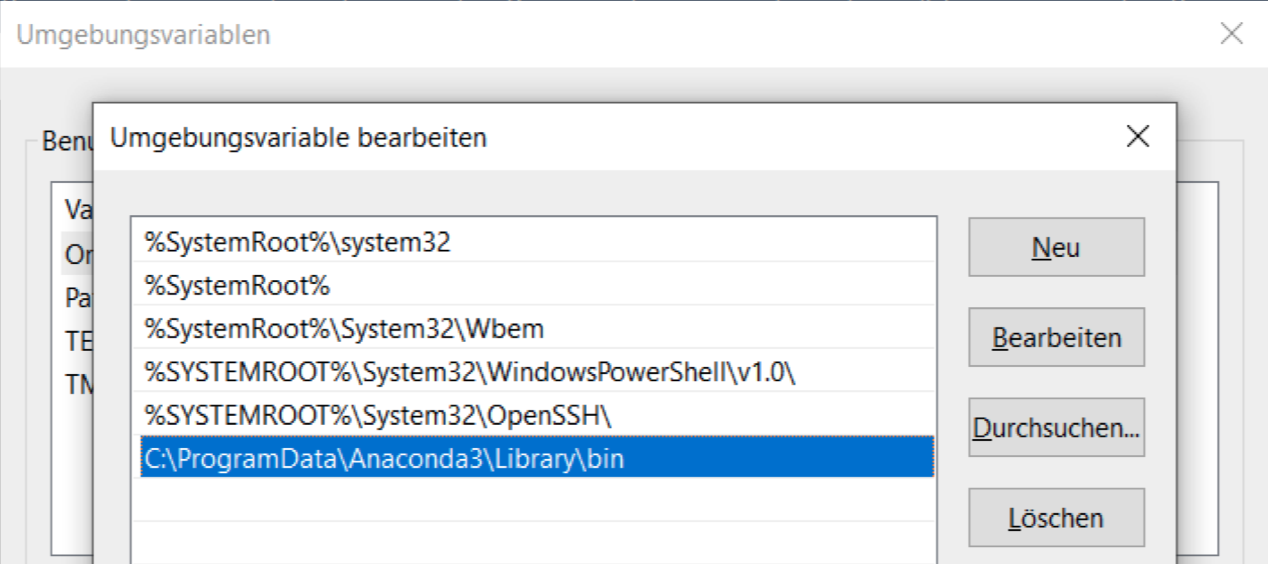 Umgebungsvariablen
Umgebungsvariable bearbeiten
Benu
Va
Or
Pa
TE
TM
%SystemRoot%\system32
%SystemRoot%
%SystemRoot%\System32\Wbem
%SYSTEMROOT%\System32\WindowsPowerShell\v1.0\
%SYSTEMROOT%\System32\OpenSSH\
C:\ProgramData\Anaconda3\Library\bin
Neu
Bearbeiten
Durchsuchen...
Löschen